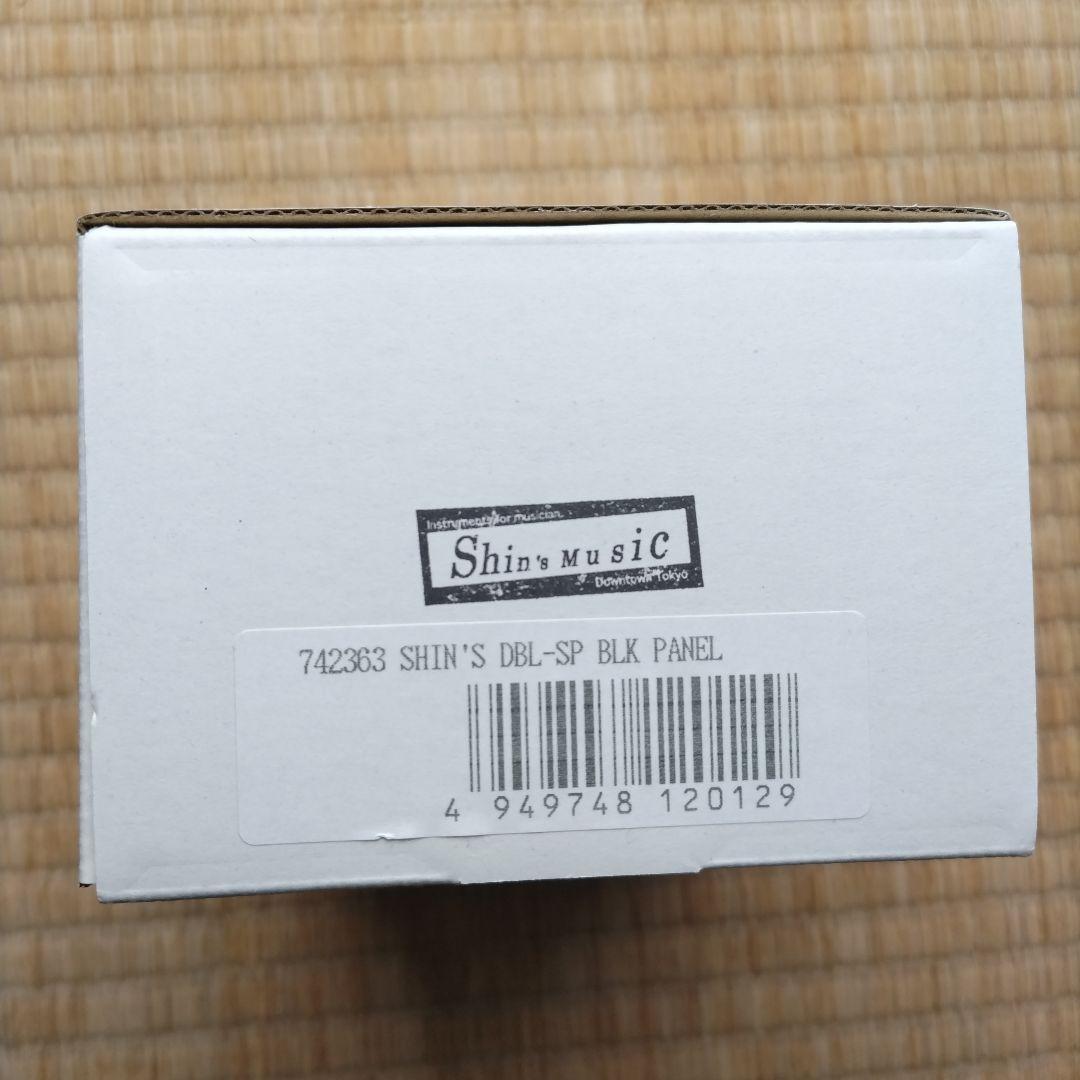 Instruments for musician.
Shin's Music
Downtown Tokyo
742363 SHIN'S DBL-SP BLK PANEL
4 949748 120129